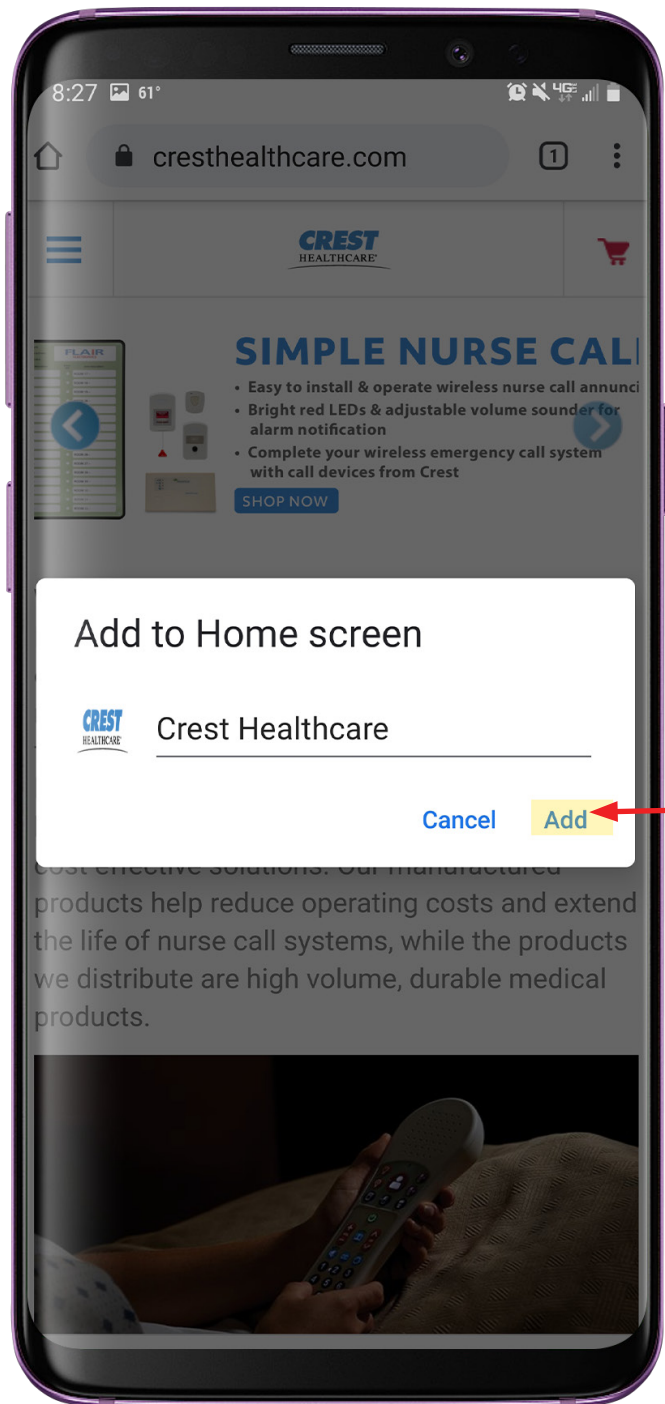 8:27 61°
4GE
cresthealthcare.com 1
CREST
HEALTHCARE
FLAIR
SIMPLE NURSE CAL
• Easy to install & operate wireless nurse call annunci
• Bright red LEDs & adjustable volume sounder for
alarm notification
• Complete your wireless emergency call system
with call devices from Crest
SHOP NOW
Add to Home screen
CREST
HEALTHCARE
Crest Healthcare
Cancel Add
cost effective solutions. Our manufactured
products help reduce operating costs and extend
the life of nurse call systems, while the products
we distribute are high volume, durable medical
products.